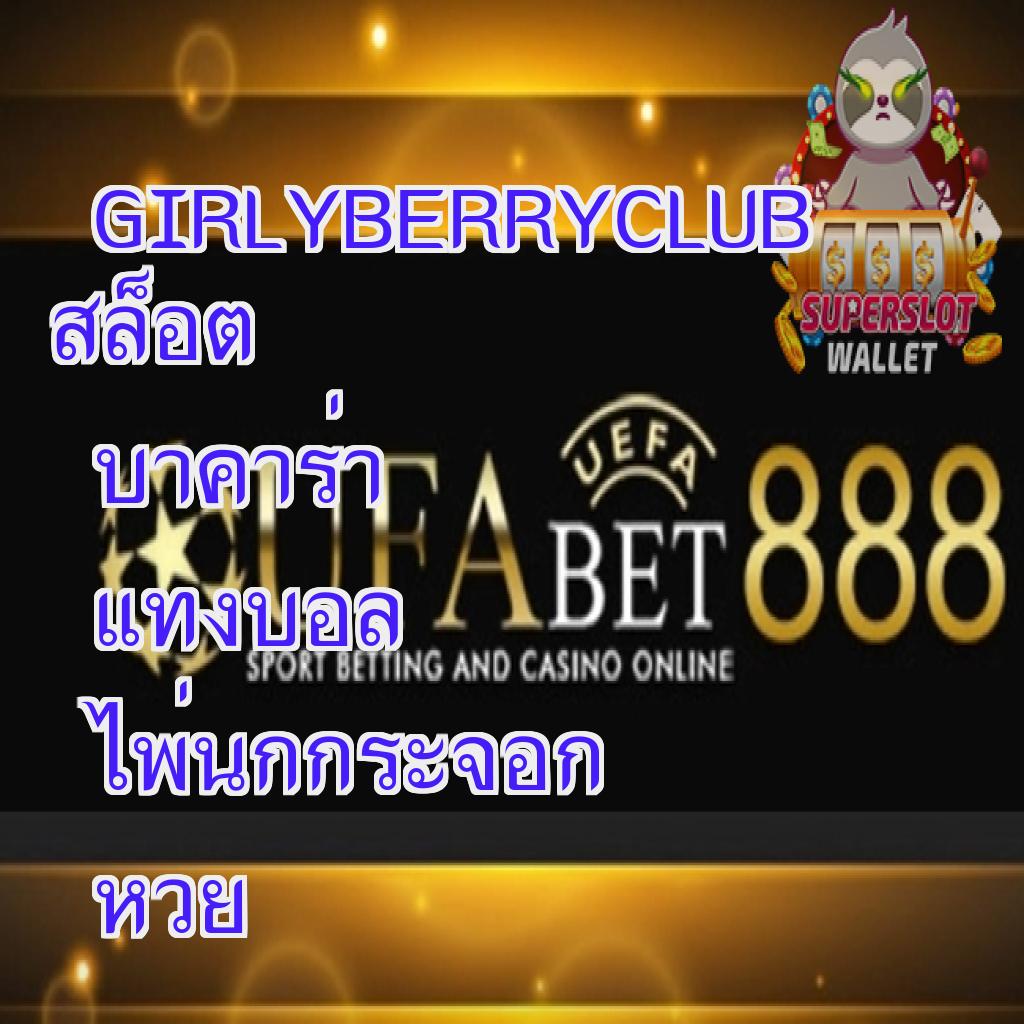 GIRLYBERRYCLUB
สล็อต
SUPERSLOT
WALLET
บาคาร่า
UEFA
UFABET888
แทงบอล
SPORT BETTING AND CASINO ONLINE
ไพ่นกกระจอก
หวย